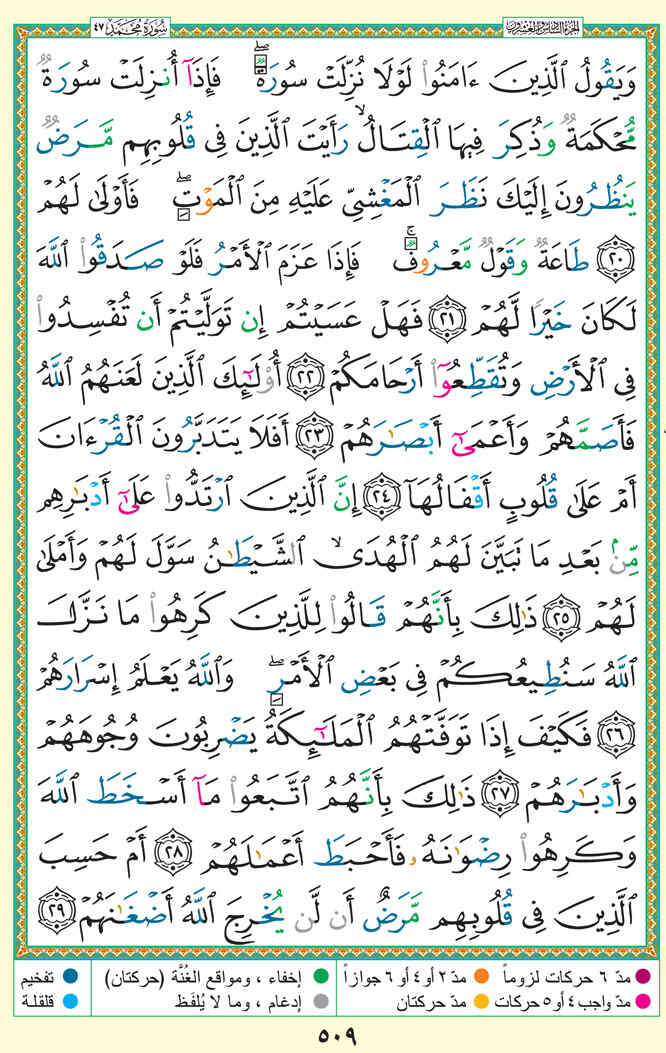 سُورَةُ مُحَمَّد ٤٧
الجزء السادس والعشرون
وَيَقُولُ ٱلَّذِينَ ءَامَنُوا۟ لَوْلَا نُزِّلَتْ سُورَةٌ ۖ فَإِذَآ أُنزِلَتْ سُورَةٌ
مُّحْكَمَةٌ وَذُكِرَ فِيهَا ٱلْقِتَالُ ۙ رَأَيْتَ ٱلَّذِينَ فِى قُلُوبِهِم مَّرَضٌ
يَنظُرُونَ إِلَيْكَ نَظَرَ ٱلْمَغْشِىِّ عَلَيْهِ مِنَ ٱلْمَوْتِ ۖ فَأَوْلَىٰ لَهُمْ
٢٠ طَاعَةٌ وَقَوْلٌ مَّعْرُوفٌ ۚ فَإِذَا عَزَمَ ٱلْأَمْرُ فَلَوْ صَدَقُوا۟ ٱللَّهَ
لَكَانَ خَيْرًا لَّهُمْ ٢١ فَهَلْ عَسَيْتُمْ إِن تَوَلَّيْتُمْ أَن تُفْسِدُوا۟
فِى ٱلْأَرْضِ وَتُقَطِّعُوٓا۟ أَرْحَامَكُمْ ٢٢ أُو۟لَـٰٓئِكَ ٱلَّذِينَ لَعَنَهُمُ ٱللَّهُ
فَأَصَمَّهُمْ وَأَعْمَىٰٓ أَبْصَـٰرَهُمْ ٢٣ أَفَلَا يَتَدَبَّرُونَ ٱلْقُرْءَانَ
أَمْ عَلَىٰ قُلُوبٍ أَقْفَالُهَآ ٢٤ إِنَّ ٱلَّذِينَ ٱرْتَدُّوا۟ عَلَىٰٓ أَدْبَـٰرِهِم
مِّنۢ بَعْدِ مَا تَبَيَّنَ لَهُمُ ٱلْهُدَى ۙ ٱلشَّيْطَـٰنُ سَوَّلَ لَهُمْ وَأَمْلَىٰ
لَهُمْ ٢٥ ذَٰلِكَ بِأَنَّهُمْ قَالُوا۟ لِلَّذِينَ كَرِهُوا۟ مَا نَزَّلَ
ٱللَّهُ سَنُطِيعُكُمْ فِى بَعْضِ ٱلْأَمْرِ ۖ وَٱللَّهُ يَعْلَمُ إِسْرَارَهُمْ
٢٦ فَكَيْفَ إِذَا تَوَفَّتْهُمُ ٱلْمَلَـٰٓئِكَةُ يَضْرِبُونَ وُجُوهَهُمْ
وَأَدْبَـٰرَهُمْ ٢٧ ذَٰلِكَ بِأَنَّهُمُ ٱتَّبَعُوا۟ مَآ أَسْخَطَ ٱللَّهَ
وَكَرِهُوا۟ رِضْوَٰنَهُۥ فَأَحْبَطَ أَعْمَـٰلَهُمْ ٢٨ أَمْ حَسِبَ
ٱلَّذِينَ فِى قُلُوبِهِم مَّرَضٌ أَن لَّن يُخْرِجَ ٱللَّهُ أَضْغَـٰنَهُمْ ٢٩
مدّ ٦ حركات لزوماً مدّ ٢ أو ٤ أو ٦ جوازاً إخفاء ، ومواقع الغُنَّة (حركتان) تفخيم
مدّ واجب ٤ أو ٥ حركات مدّ حركتان إدغام ، وما لا يُلفَظ قلقلة
٥٠٩